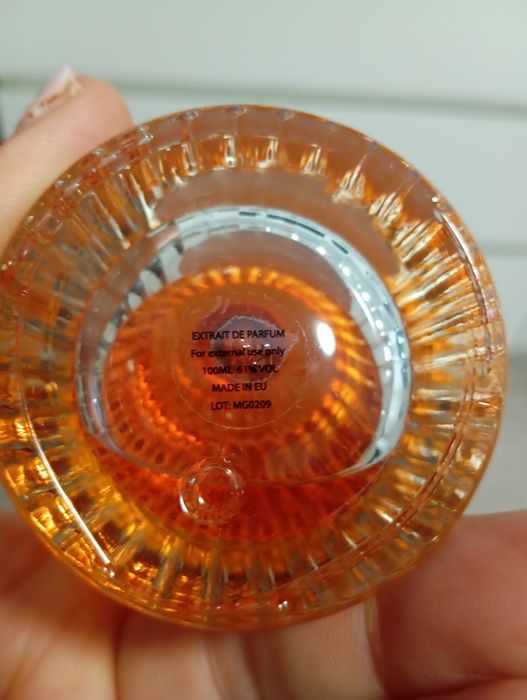 EXTRAIT DE PARFUM
For external use only
100ML 61%VOL
MADE IN EU
LOT: MG0209